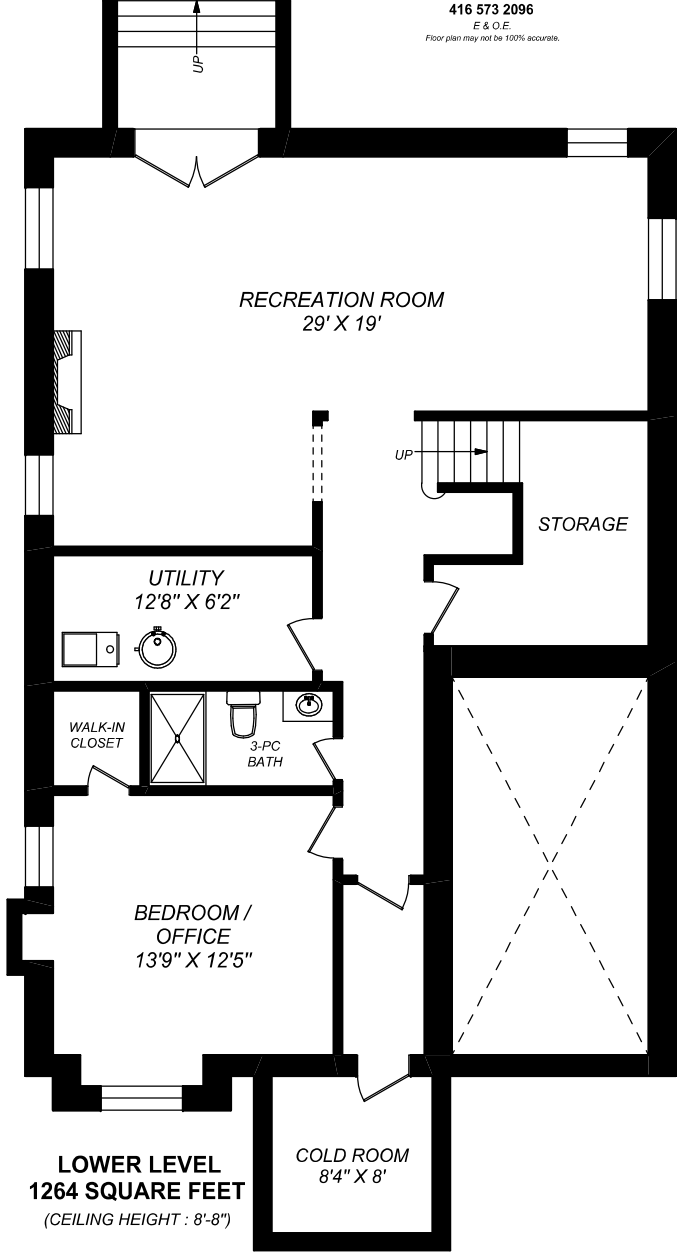 416 573 2096
E & O.E.
Floor plan may not be 100% accurate.
UP
RECREATION ROOM
29' X 19'
UP
STORAGE
UTILITY
12'8" X 6'2"
WALK-IN
CLOSET
3-PC
BATH
BEDROOM /
OFFICE
13'9" X 12'5"
COLD ROOM
8'4" X 8'
LOWER LEVEL
1264 SQUARE FEET
(CEILING HEIGHT : 8'-8")